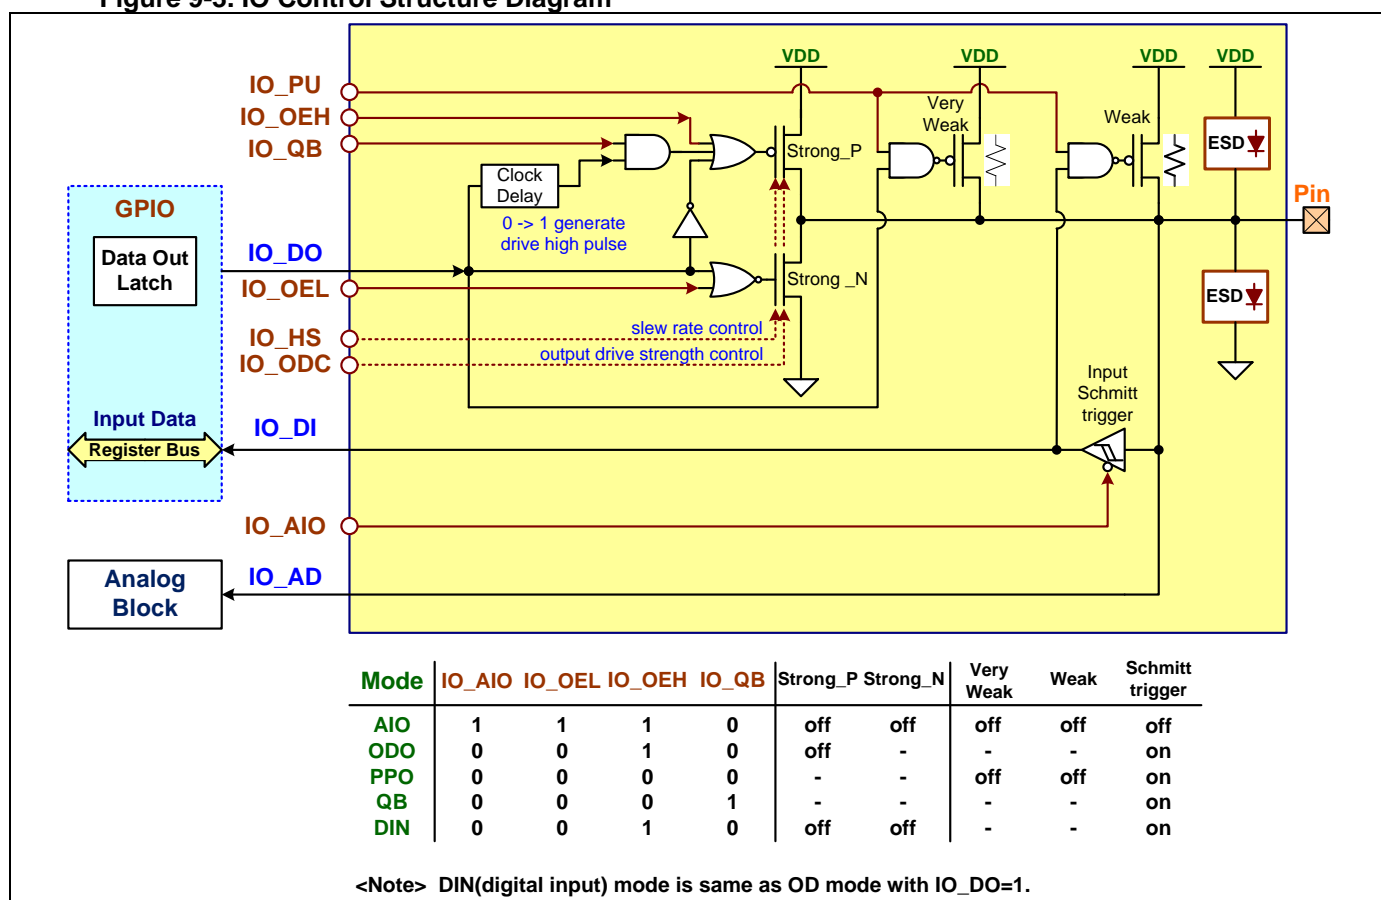 Figure 9-3. IO Control Structure Diagram
VDD
VDD
VDD
VDD
IO_PU
IO_OEH
IO_QB
Very
Weak
Weak
Strong_P
ESD
Clock
Delay
0 -> 1 generate
drive high pulse
GPIO
Pin
Data Out
Latch
IO_DO
IO_OEL
Strong _N
ESD
IO_HS
slew rate control
IO_ODC
output drive strength control
Input
Schmitt
trigger
Input Data
Register Bus
IO_DI
IO_AIO
Analog
Block
IO_AD
Mode IO_AIO IO_OEL IO_OEH IO_QB Strong_P Strong_N Very Weak Weak Schmitt trigger
AIO 1 1 1 0 off off off off off
ODO 0 0 1 0 off - - - on
PPO 0 0 0 0 - - off off on
QB 0 0 0 1 - - - - on
DIN 0 0 1 0 off off - - on
<Note> DIN(digital input) mode is same as OD mode with IO_DO=1.